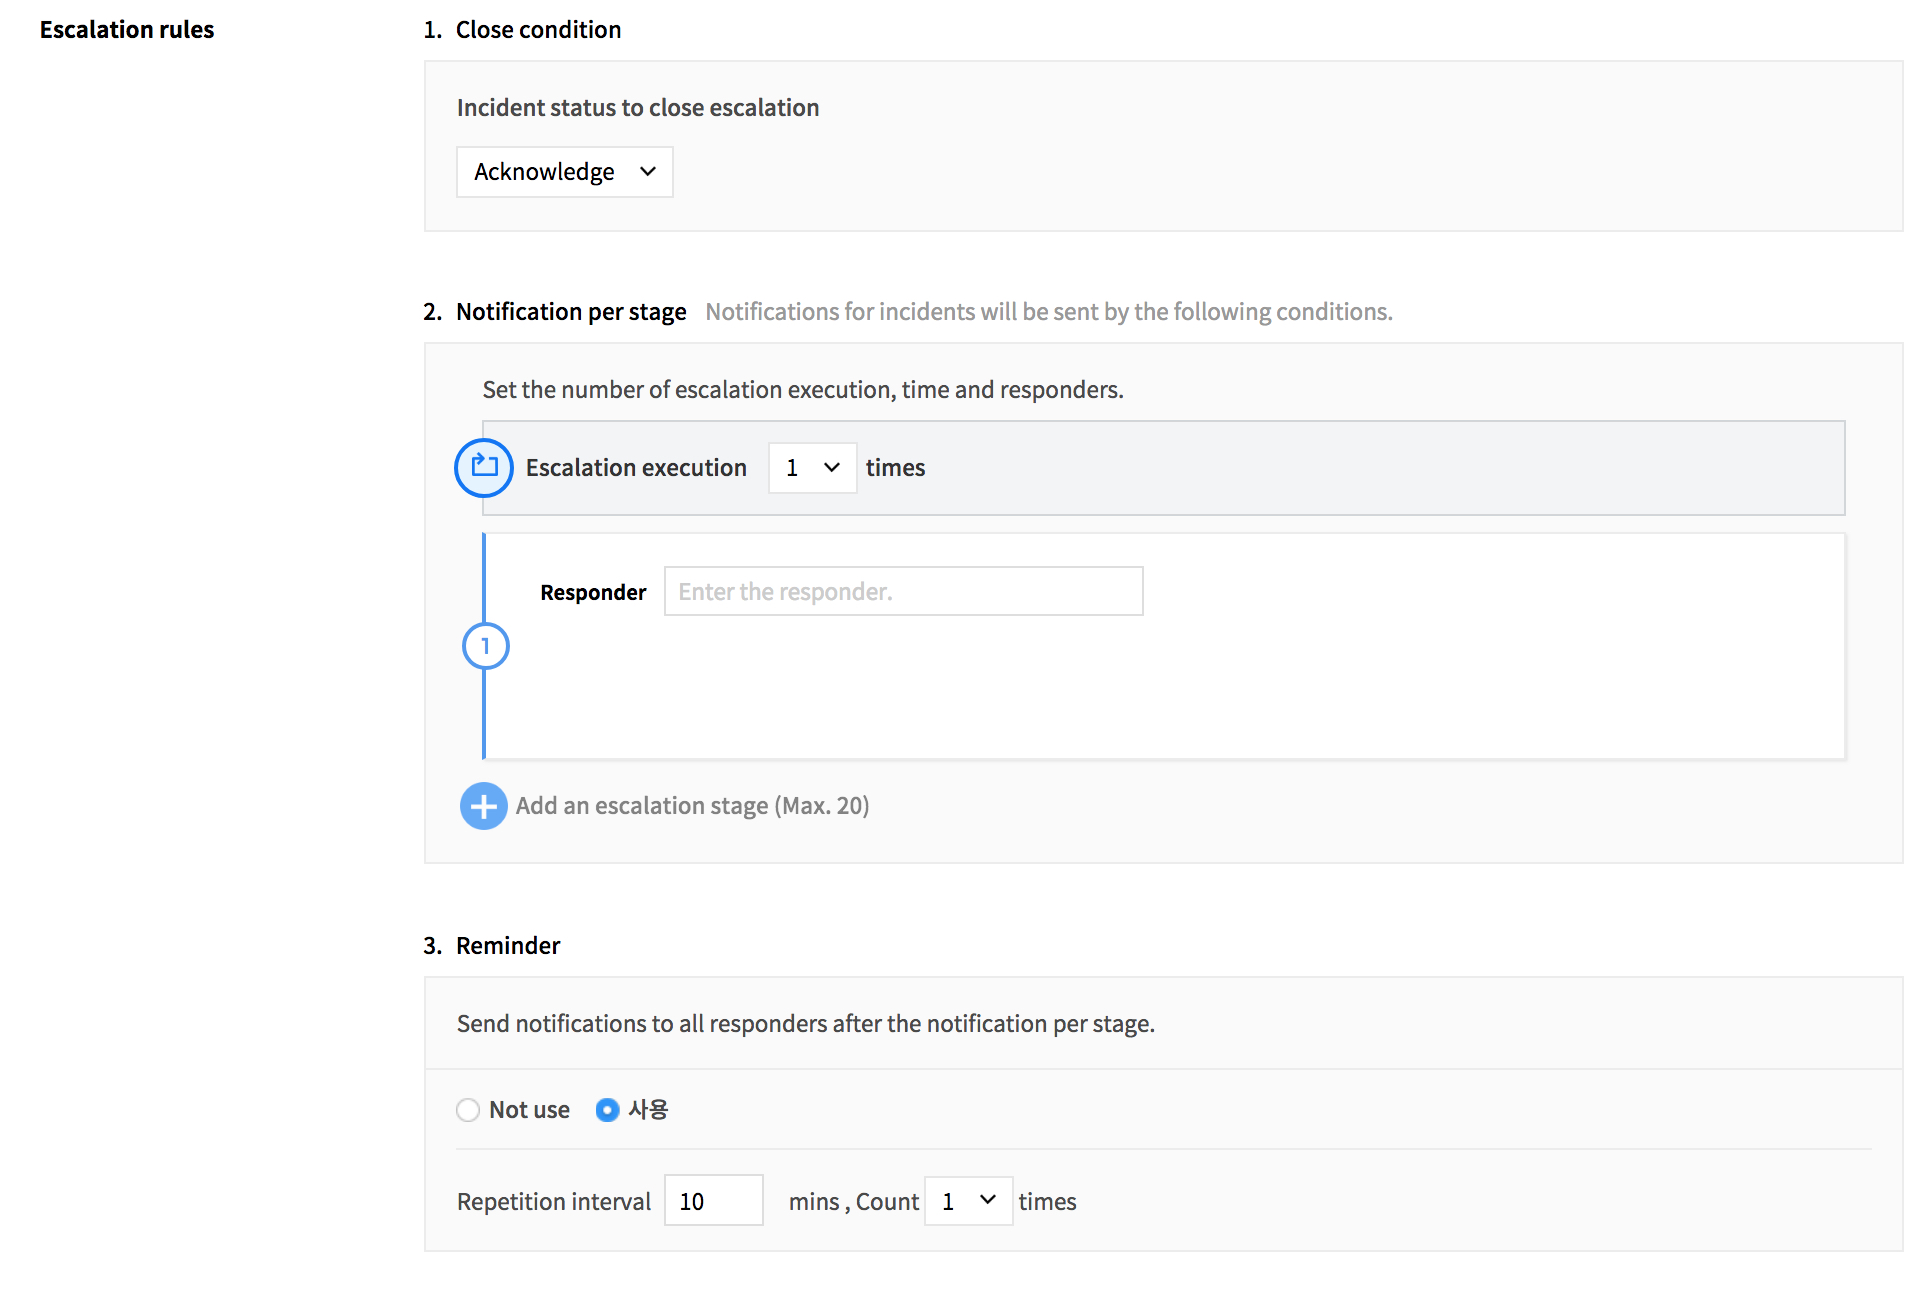 Escalation rules
1. Close condition
Incident status to close escalation
Acknowledge
2. Notification per stage Notifications for incidents will be sent by the following conditions.
Set the number of escalation execution, time and responders.
Escalation execution 1 times
Responder Enter the responder.
1
Add an escalation stage (Max. 20)
3. Reminder
Send notifications to all responders after the notification per stage.
Not use 사용
Repetition interval 10 mins , Count 1 times